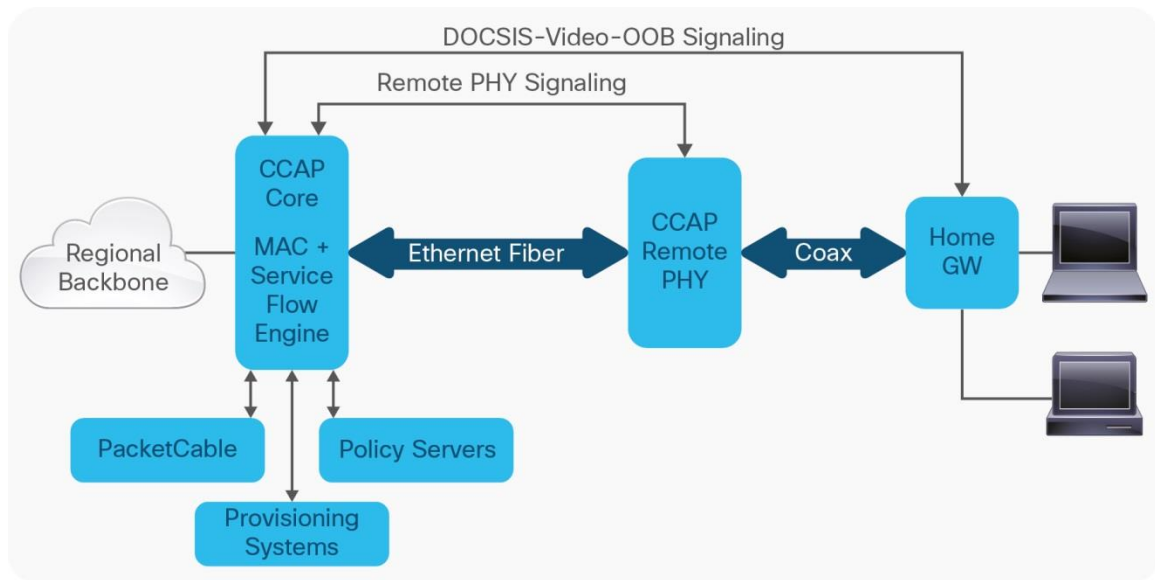 DOCSIS-Video-OOB Signaling
Remote PHY Signaling
CCAP
Core
MAC +
Service
Flow
Engine
Regional
Backbone
Ethernet Fiber
CCAP
Remote
PHY
Coax
Home
GW
PacketCable
Policy Servers
Provisioning
Systems